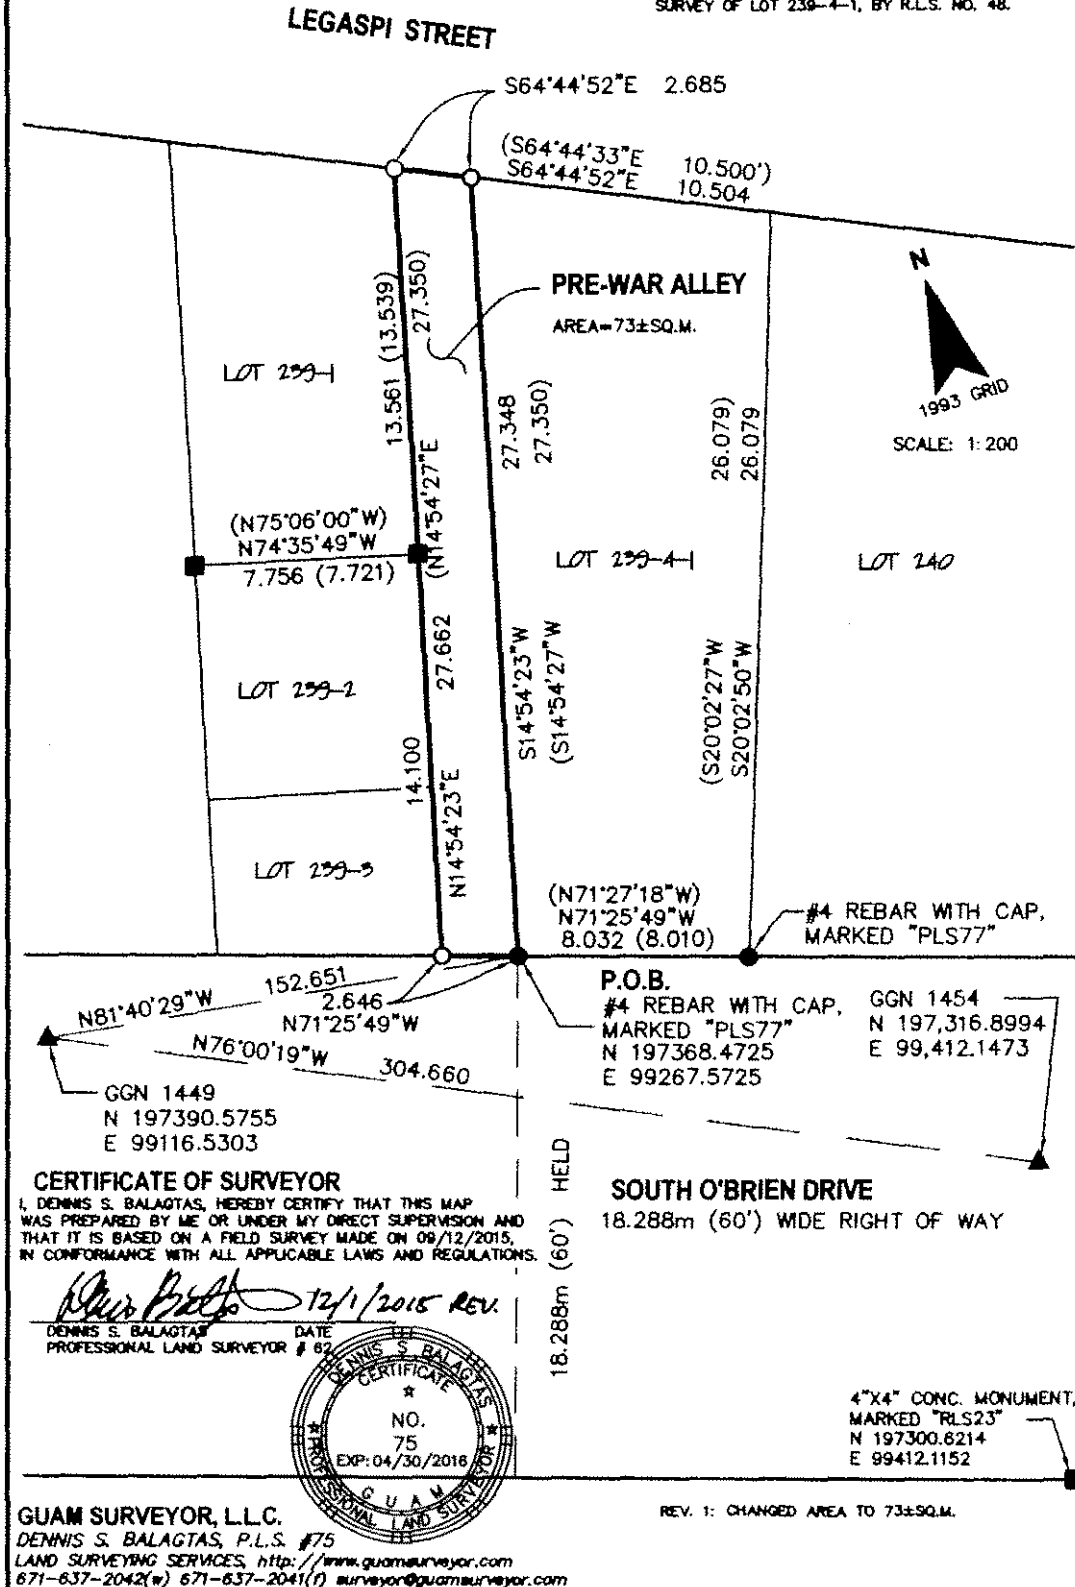 SURVEY OF LOT 239-4-1, BY R.L.S. NO. 48.
LEGASPI STREET
S64°44'52"E 2.685
(S64°44'33"E 10.500')
S64°44'52"E 10.504
PRE-WAR ALLEY
AREA=73±SQ.M.
N
1993 GRID
SCALE: 1:200
13.561 (13.539)
27.350)
LOT 239-1
27.348
27.350)
26.079)
26.079
(N14°54'27"E
(N75°06'00"W)
N74°35'49"W
7.756 (7.721)
LOT 239-4-1
LOT 240
27.662
LOT 239-2
S14°54'23"W
(S14°54'27"W
(S20°02'27"W
S20°02'50"W
14.100
N14°54'23"E
LOT 239-3
(N71°27'18"W)
N71°25'49"W
8.032 (8.010)
#4 REBAR WITH CAP,
MARKED "PLS77"
N81°40'29"W 152.651
2.646
N71°25'49"W
N76°00'19"W 304.660
P.O.B.
#4 REBAR WITH CAP,
MARKED "PLS77"
N 197368.4725
E 99267.5725
GGN 1454
N 197,316.8994
E 99,412.1473
GGN 1449
N 197390.5755
E 99116.5303
18.288m (60') HELD
SOUTH O'BRIEN DRIVE
18.288m (60') WIDE RIGHT OF WAY
CERTIFICATE OF SURVEYOR
I, DENNIS S. BALAGTAS, HEREBY CERTIFY THAT THIS MAP
WAS PREPARED BY ME OR UNDER MY DIRECT SUPERVISION AND
THAT IT IS BASED ON A FIELD SURVEY MADE ON 09/12/2015,
IN CONFORMANCE WITH ALL APPLICABLE LAWS AND REGULATIONS.
12/1/2015 REV.
DENNIS S. BALAGTAS DATE
PROFESSIONAL LAND SURVEYOR # 62
DENNIS S. BALAGTAS
CERTIFICATE
NO.
75
EXP: 04/30/2016
GUAM
PROFESSIONAL LAND SURVEYOR
4"X4" CONC. MONUMENT,
MARKED "RLS23"
N 197300.6214
E 99412.1152
REV. 1: CHANGED AREA TO 73±SQ.M.
GUAM SURVEYOR, L.L.C.
DENNIS S. BALAGTAS, P.L.S. #75
LAND SURVEYING SERVICES, http://www.guamsurveyor.com
671-637-2042(w) 671-637-2041(f) surveyor@guamsurveyor.com